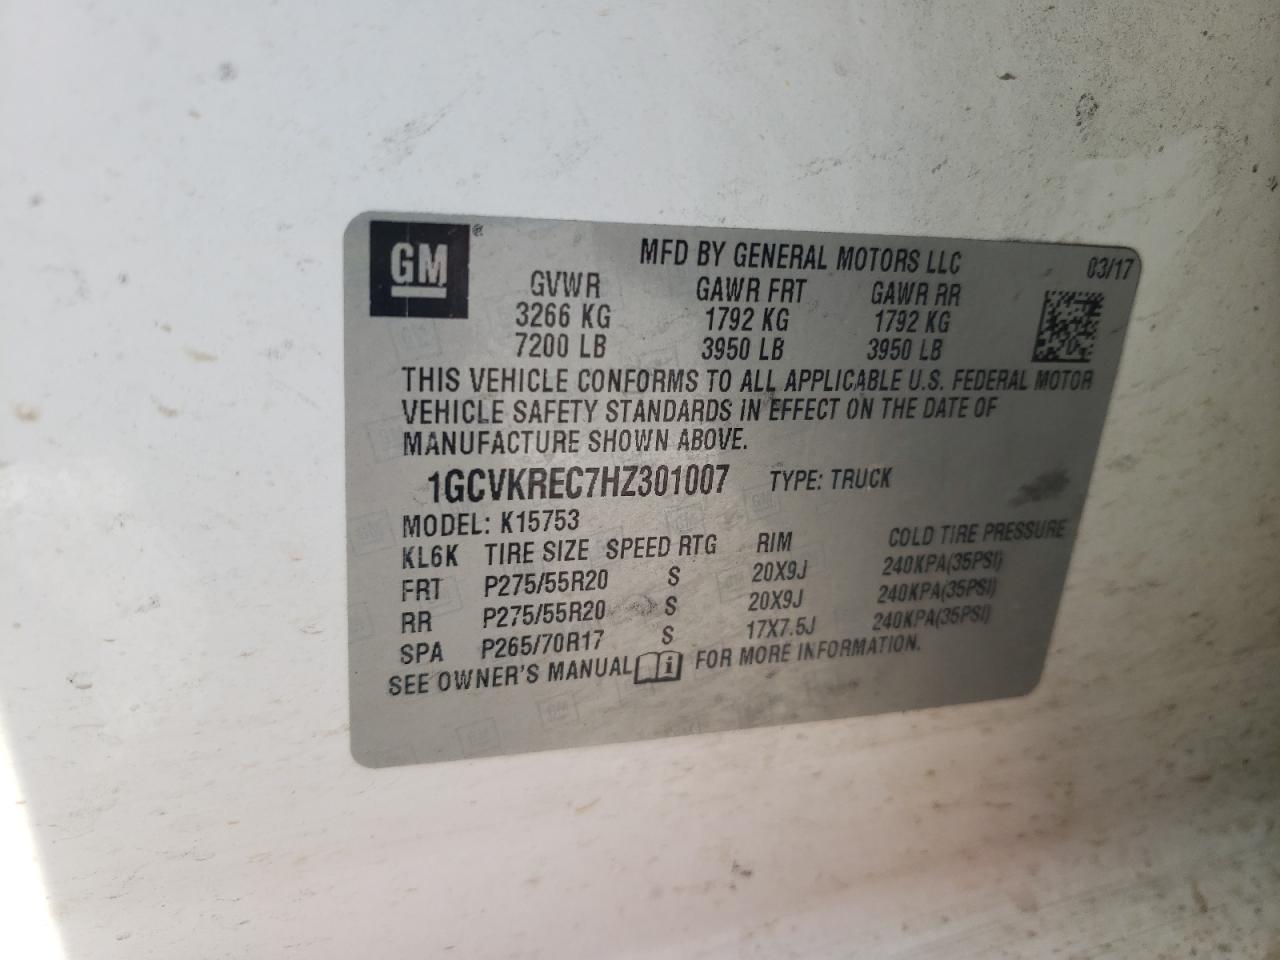 GM®
MFD BY GENERAL MOTORS LLC 03/17
GVWR GAWR FRT GAWR RR
3266 KG 1792 KG 1792 KG
7200 LB 3950 LB 3950 LB
THIS VEHICLE CONFORMS TO ALL APPLICABLE U.S. FEDERAL MOTOR
VEHICLE SAFETY STANDARDS IN EFFECT ON THE DATE OF
MANUFACTURE SHOWN ABOVE.
1GCVKREC7HZ301007 TYPE: TRUCK
MODEL: K15753
KL6K TIRE SIZE SPEED RTG RIM COLD TIRE PRESSURE
FRT P275/55R20 S 20X9J 240KPA(35PSI)
RR P275/55R20 S 20X9J 240KPA(35PSI)
SPA P265/70R17 S 17X7.5J 240KPA(35PSI)
SEE OWNER'S MANUAL i FOR MORE INFORMATION.